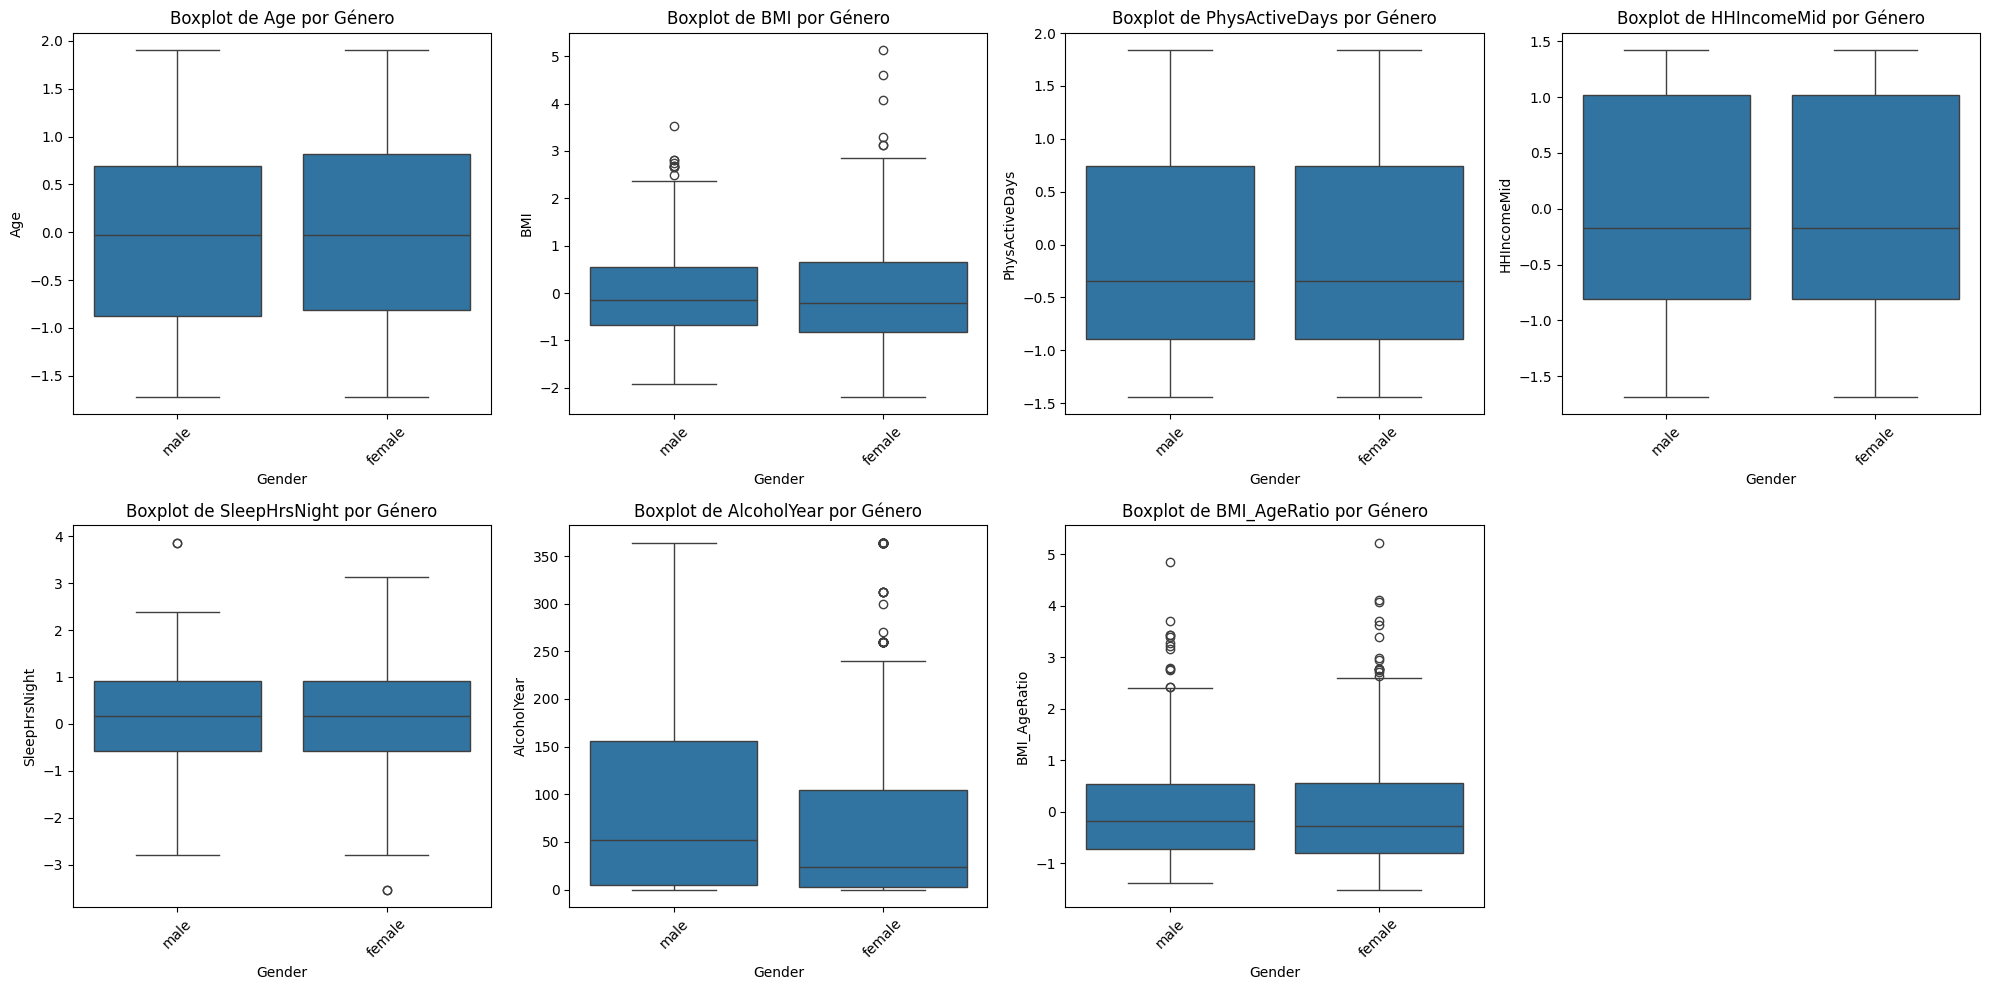 Boxplot de Age por Género
Age
2.0
1.5
1.0
0.5
0.0
−0.5
−1.0
−1.5
male
female
Gender
Boxplot de BMI por Género
BMI
5
4
3
2
1
0
−1
−2
male
female
Gender
Boxplot de PhysActiveDays por Género
PhysActiveDays
2.0
1.5
1.0
0.5
0.0
−0.5
−1.0
−1.5
male
female
Gender
Boxplot de HHIncomeMid por Género
HHIncomeMid
1.5
1.0
0.5
0.0
−0.5
−1.0
−1.5
male
female
Gender
Boxplot de SleepHrsNight por Género
SleepHrsNight
4
3
2
1
0
−1
−2
−3
male
female
Gender
Boxplot de AlcoholYear por Género
AlcoholYear
350
300
250
200
150
100
50
0
male
female
Gender
Boxplot de BMI_AgeRatio por Género
BMI_AgeRatio
5
4
3
2
1
0
−1
male
female
Gender